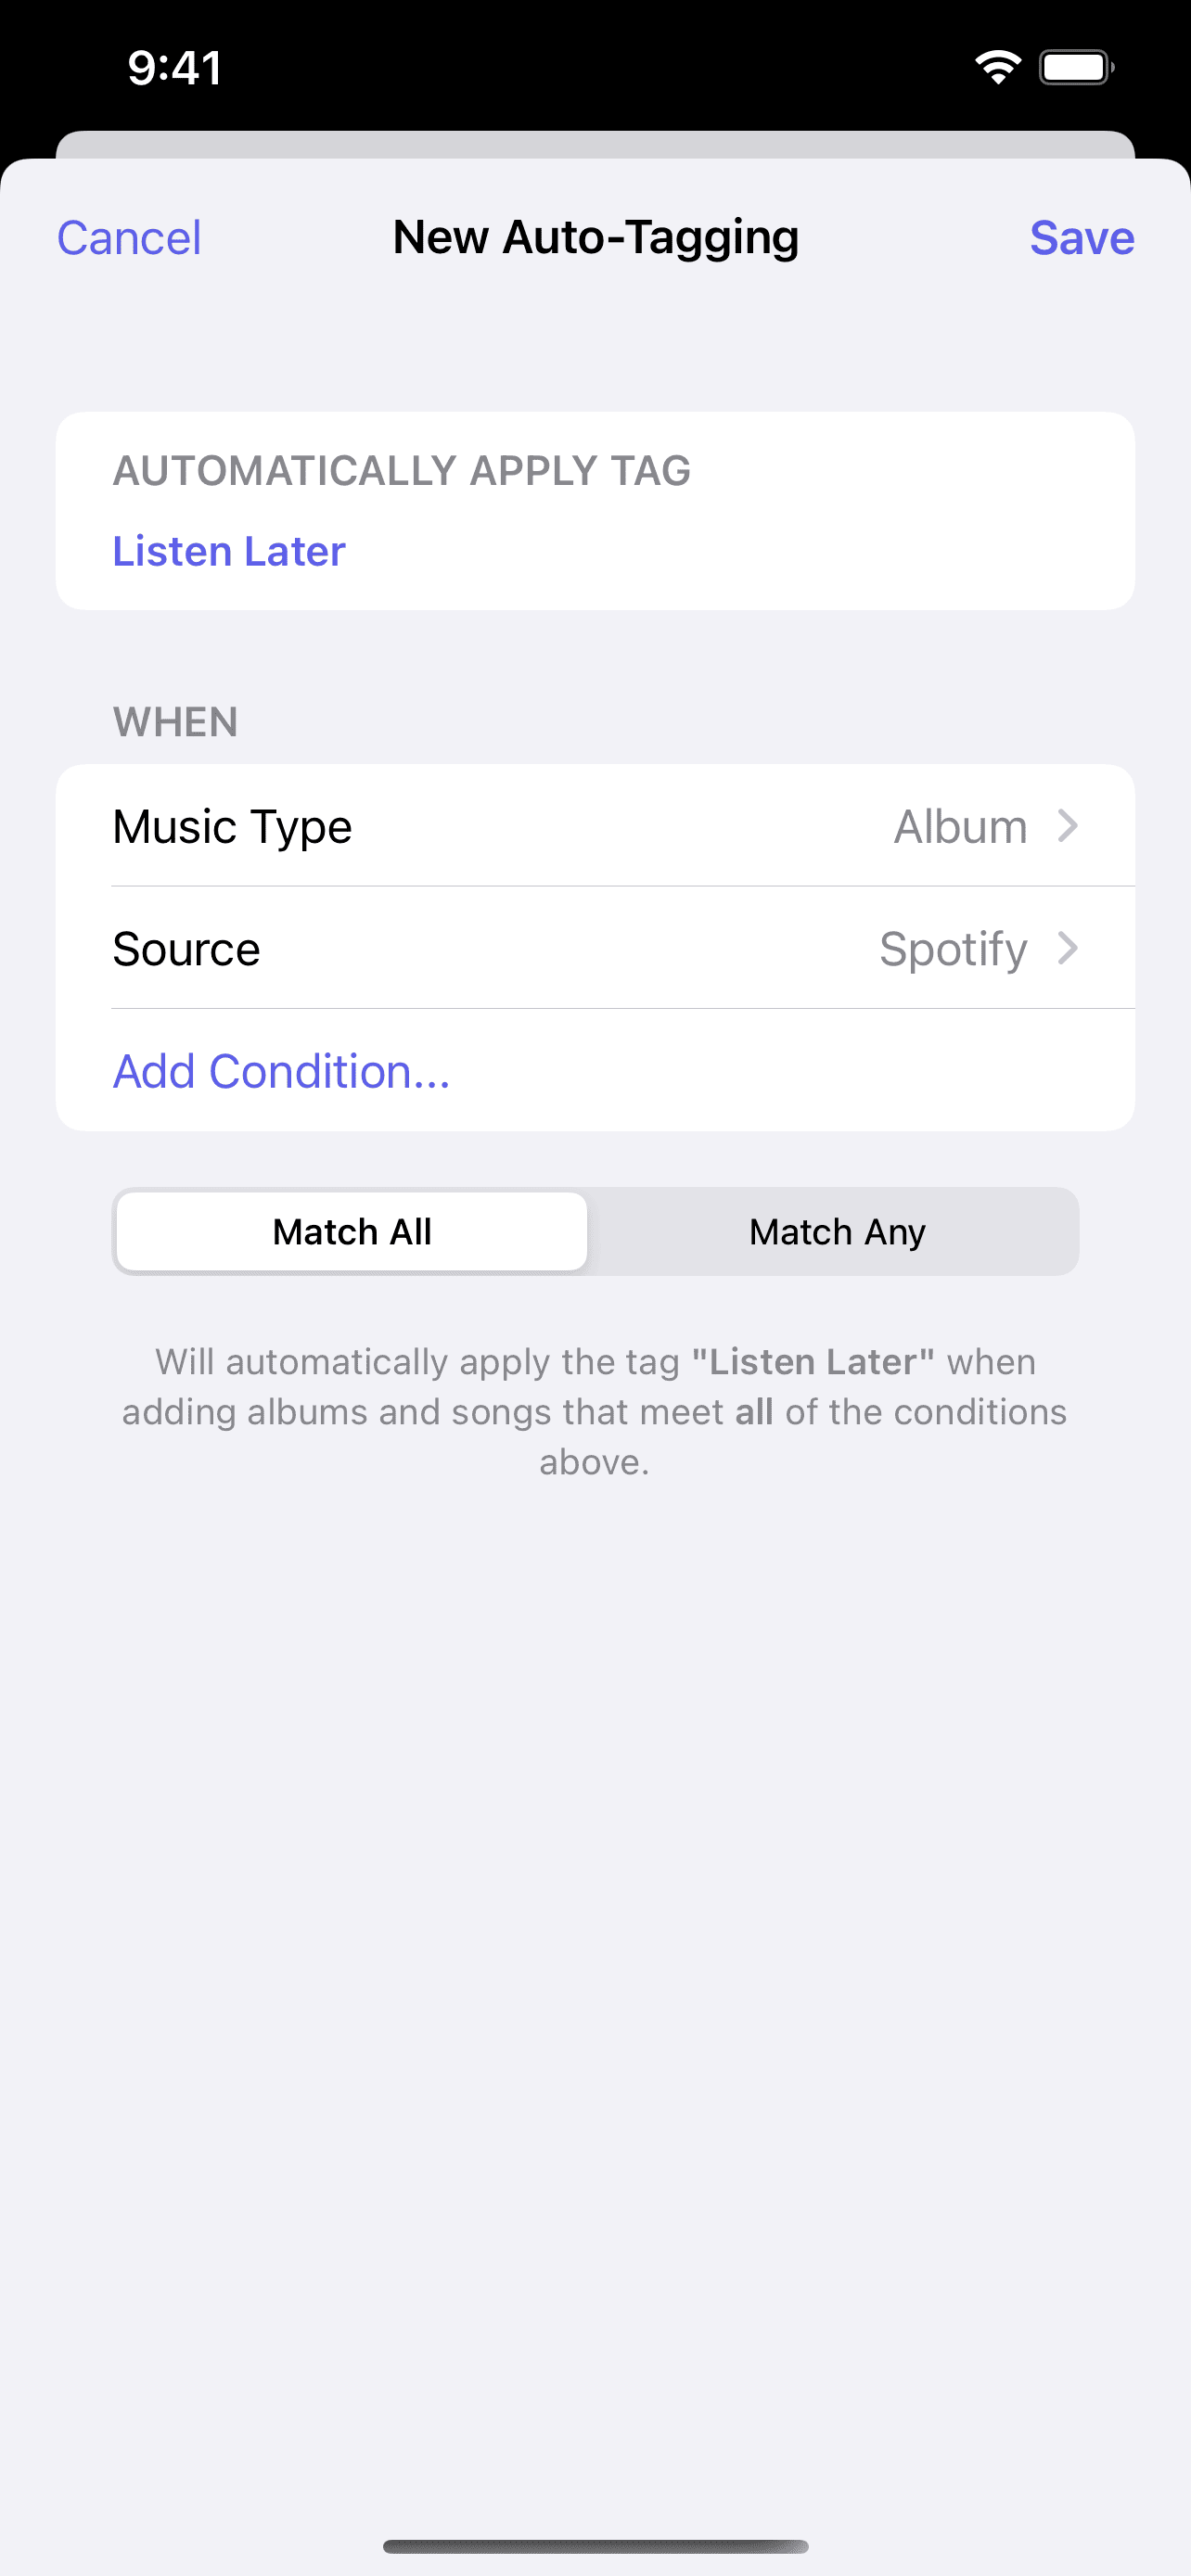 9:41
Cancel New Auto-Tagging Save
AUTOMATICALLY APPLY TAG
Listen Later
WHEN
Music Type Album
Source Spotify
Add Condition...
Match All Match Any
Will automatically apply the tag "Listen Later" when
adding albums and songs that meet all of the conditions
above.